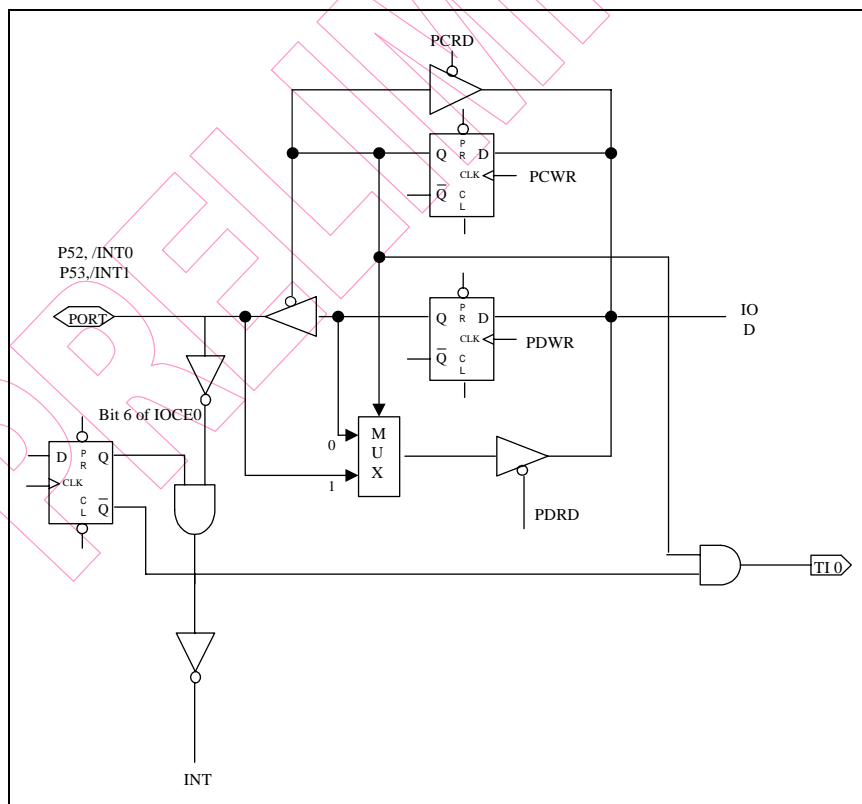 PCRD
P
Q R D
CLK PCWR
Q C
L
P52, /INT0
P53,/INT1
PORT
P
Q R D
IO
D
CLK PDWR
Q C
L
Bit 6 of IOCE0
M
U
X
0
1
P
D R Q
CLK
C
L Q
PDRD
TI 0
INT
PRELIM